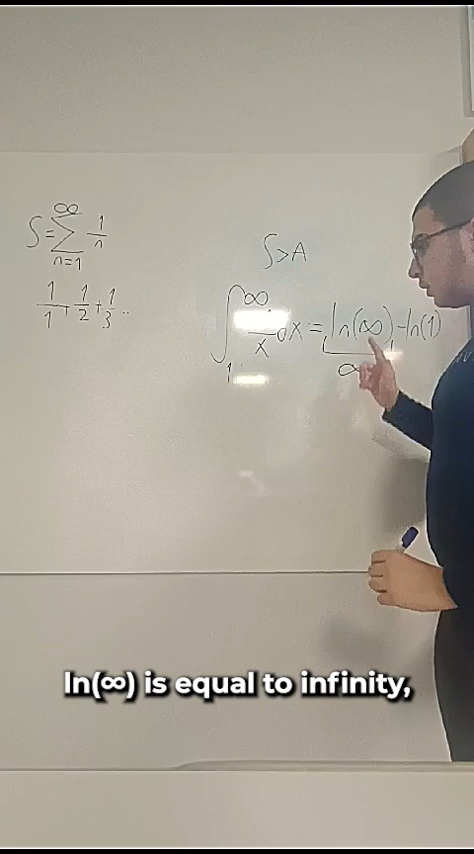 S=∑_{n=1}^{∞} 1/n
1/1+1/2+1/3..
S>A
∫_{1}^{∞} 1/x dx=ln(∞)-ln(1)
∞
ln(∞) is equal to infinity,